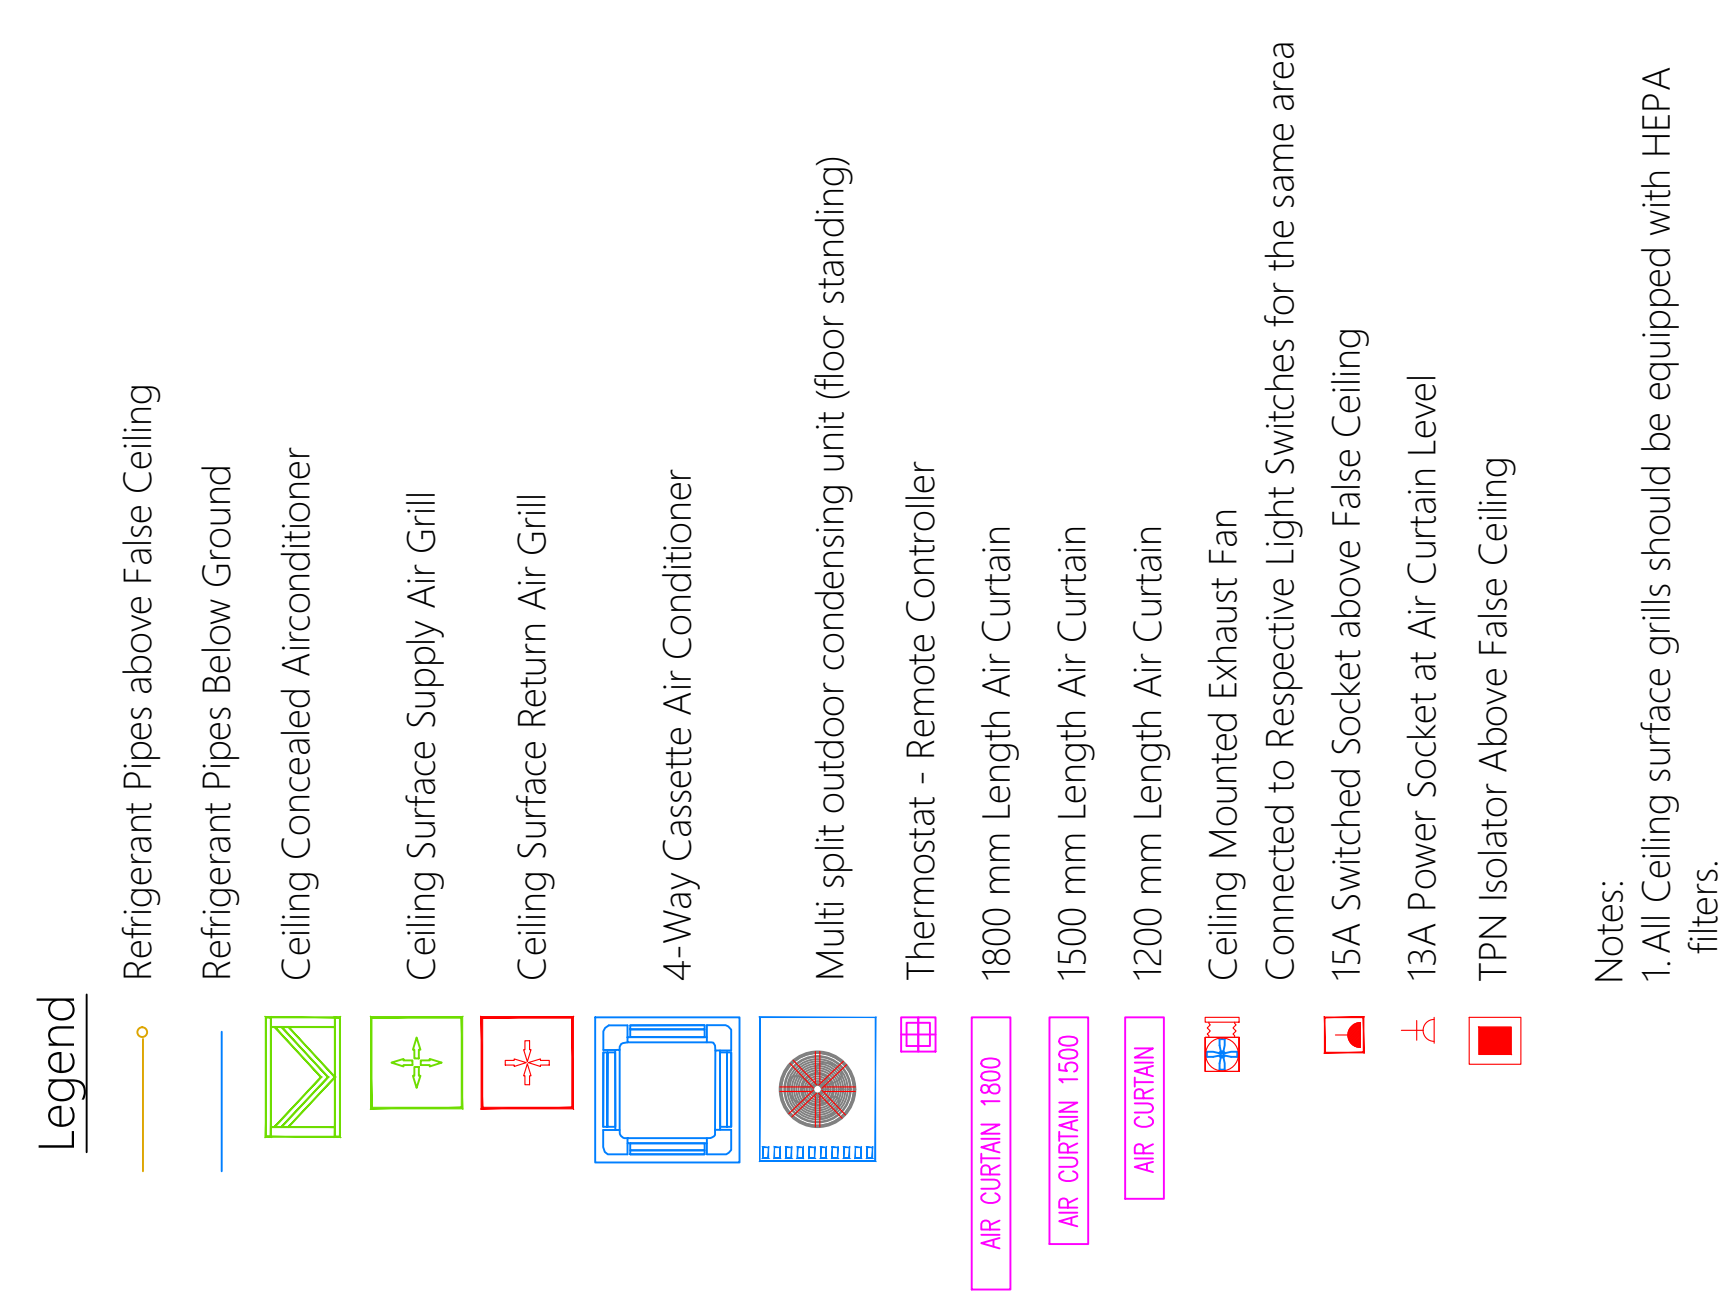 Legend
Refrigerant Pipes above False Ceiling
Refrigerant Pipes Below Ground
Ceiling Concealed Airconditioner
Ceiling Surface Supply Air Grill
Ceiling Surface Return Air Grill
4-Way Cassette Air Conditioner
Multi split outdoor condensing unit (floor standing)
Thermostat - Remote Controller
AIR CURTAIN 1800
1800 mm Length Air Curtain
AIR CURTAIN 1500
1500 mm Length Air Curtain
AIR CURTAIN
1200 mm Length Air Curtain
Ceiling Mounted Exhaust Fan
Connected to Respective Light Switches for the same area
15A Switched Socket above False Ceiling
13A Power Socket at Air Curtain Level
TPN Isolator Above False Ceiling
Notes:
1. All Ceiling surface grills should be equipped with HEPA
filters.